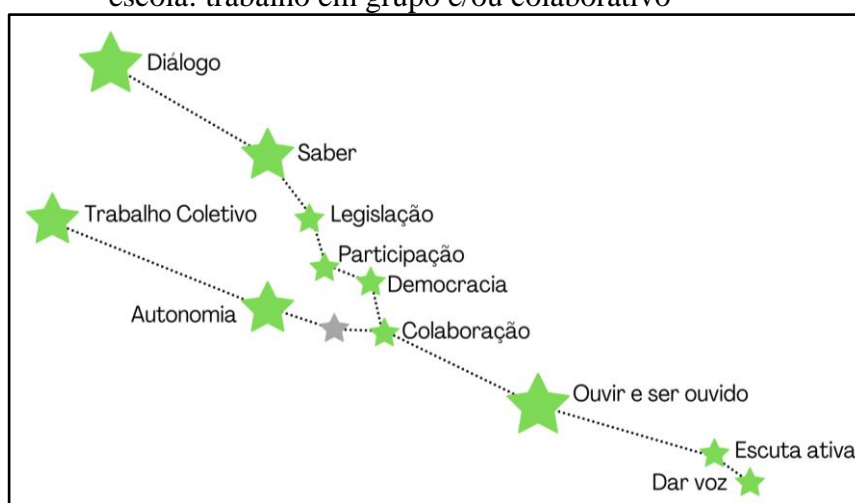 escola: trabalho em grupo e/ou colaborativo
Diálogo
Saber
Trabalho Coletivo
Legislação
Participação
Democracia
Autonomia
Colaboração
Ouvir e ser ouvido
Escuta ativa
Dar voz